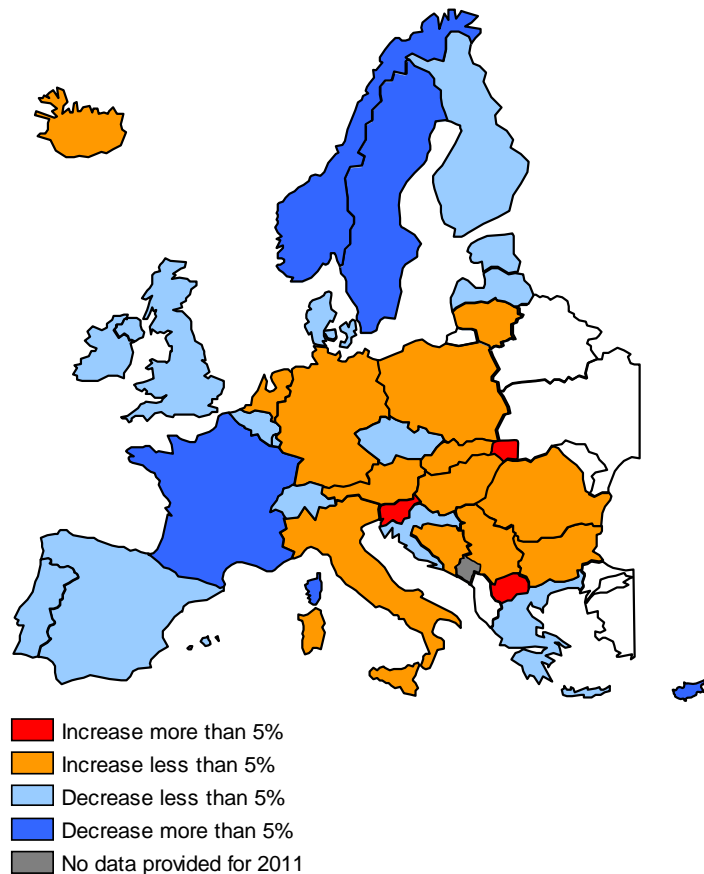 Increase more than 5%
Increase less than 5%
Decrease less than 5%
Decrease more than 5%
No data provided for 2011